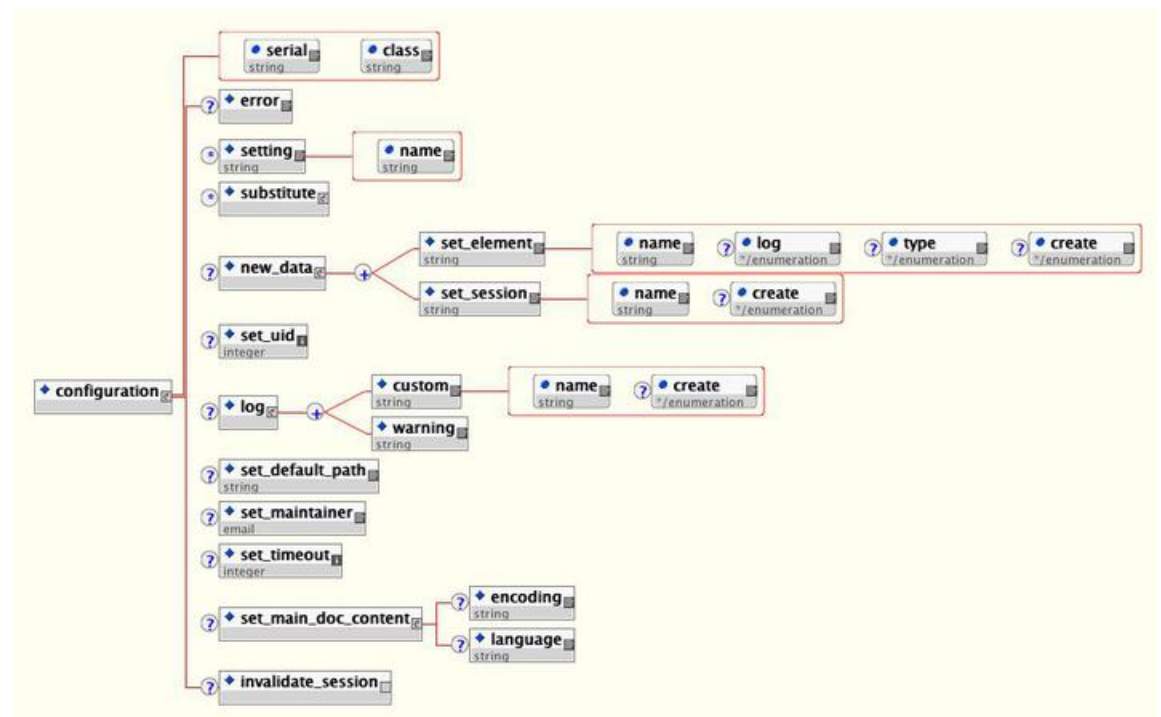 serial class
string string
? error
* setting name
string string
* substitute
set_element name ? log ? type ? create
string string */enumeration */enumeration */enumeration
? new_data +
set_session name ? create
string string */enumeration
? set_uid
integer
configuration
custom name ? create
string string */enumeration
? log +
warning
string
? set_default_path
string
? set_maintainer
email
? set_timeout
integer
? encoding
string
? set_main_doc_content
? language
string
? invalidate_session